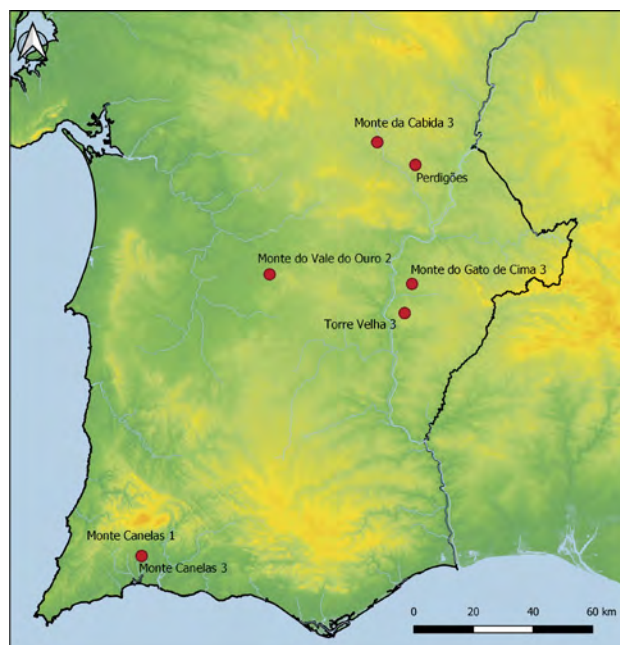 Monte da Cabida 3
Perdigões
Monte do Vale do Ouro 2
Monte do Gato de Cima 3
Torre Velha 3
Monte Canelas 1
Monte Canelas 3
0 20 40 60 km